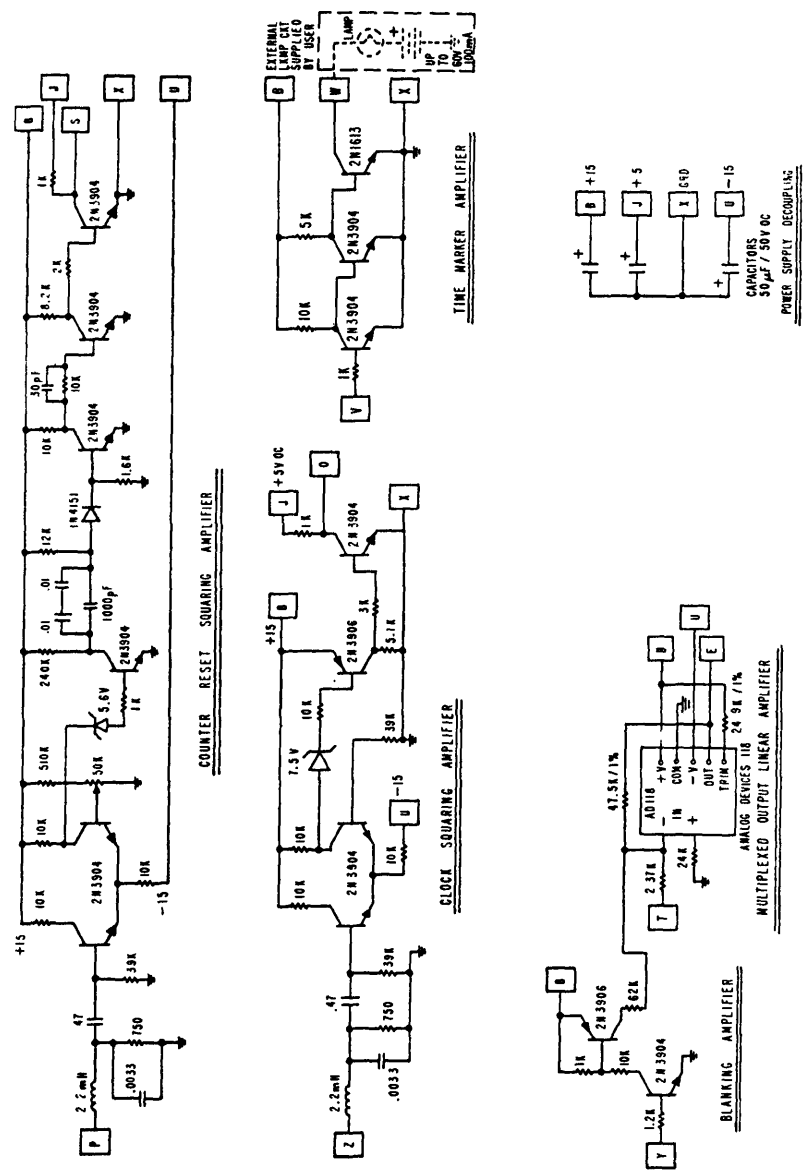 +15
10K
10K
510K
50K
5.6V
240K
.01
.01
1000pF
12K
1N4151
1.6K
10K
30pF
10K
8.2K
2K
1K
B
J
S
X
U
P
2.2mH
.0033
750
47
39K
2N3904
10K
-15
1K
2N3904
2N3904
2N3904
2N3904
COUNTER RESET SQUARING AMPLIFIER
Z
2.2mH
.0033
750
.47
39K
10K
10K
2N3904
10K
U
-15
7.5V
10K
39K
+15
B
2N3906
3K
5.1K
J
+5VDC
1K
O
2N3904
X
CLOCK SQUARING AMPLIFIER
V
1K
2N3904
10K
2N3904
5K
2N1613
B
W
X
EXTERNAL
LAMP CKT
SUPPLIED
BY USER
LAMP
+
UP
TO
60V
100mA
TIME MARKER AMPLIFIER
Y
1.2K
2N3904
1K
10K
B
2N3906
62K
BLANKING AMPLIFIER
T
2.37K
24K
47.5K/1%
AD118
-
IN
+
+V
COM
-V
OUT
TRIM
24.9K/1%
B
U
E
ANALOG DEVICES 118
MULTIPLEXED OUTPUT LINEAR AMPLIFIER
+
B
+15
+
J
+5
X
GRD
+
U
-15
CAPACITORS
50µF / 50V DC
POWER SUPPLY DECOUPLING